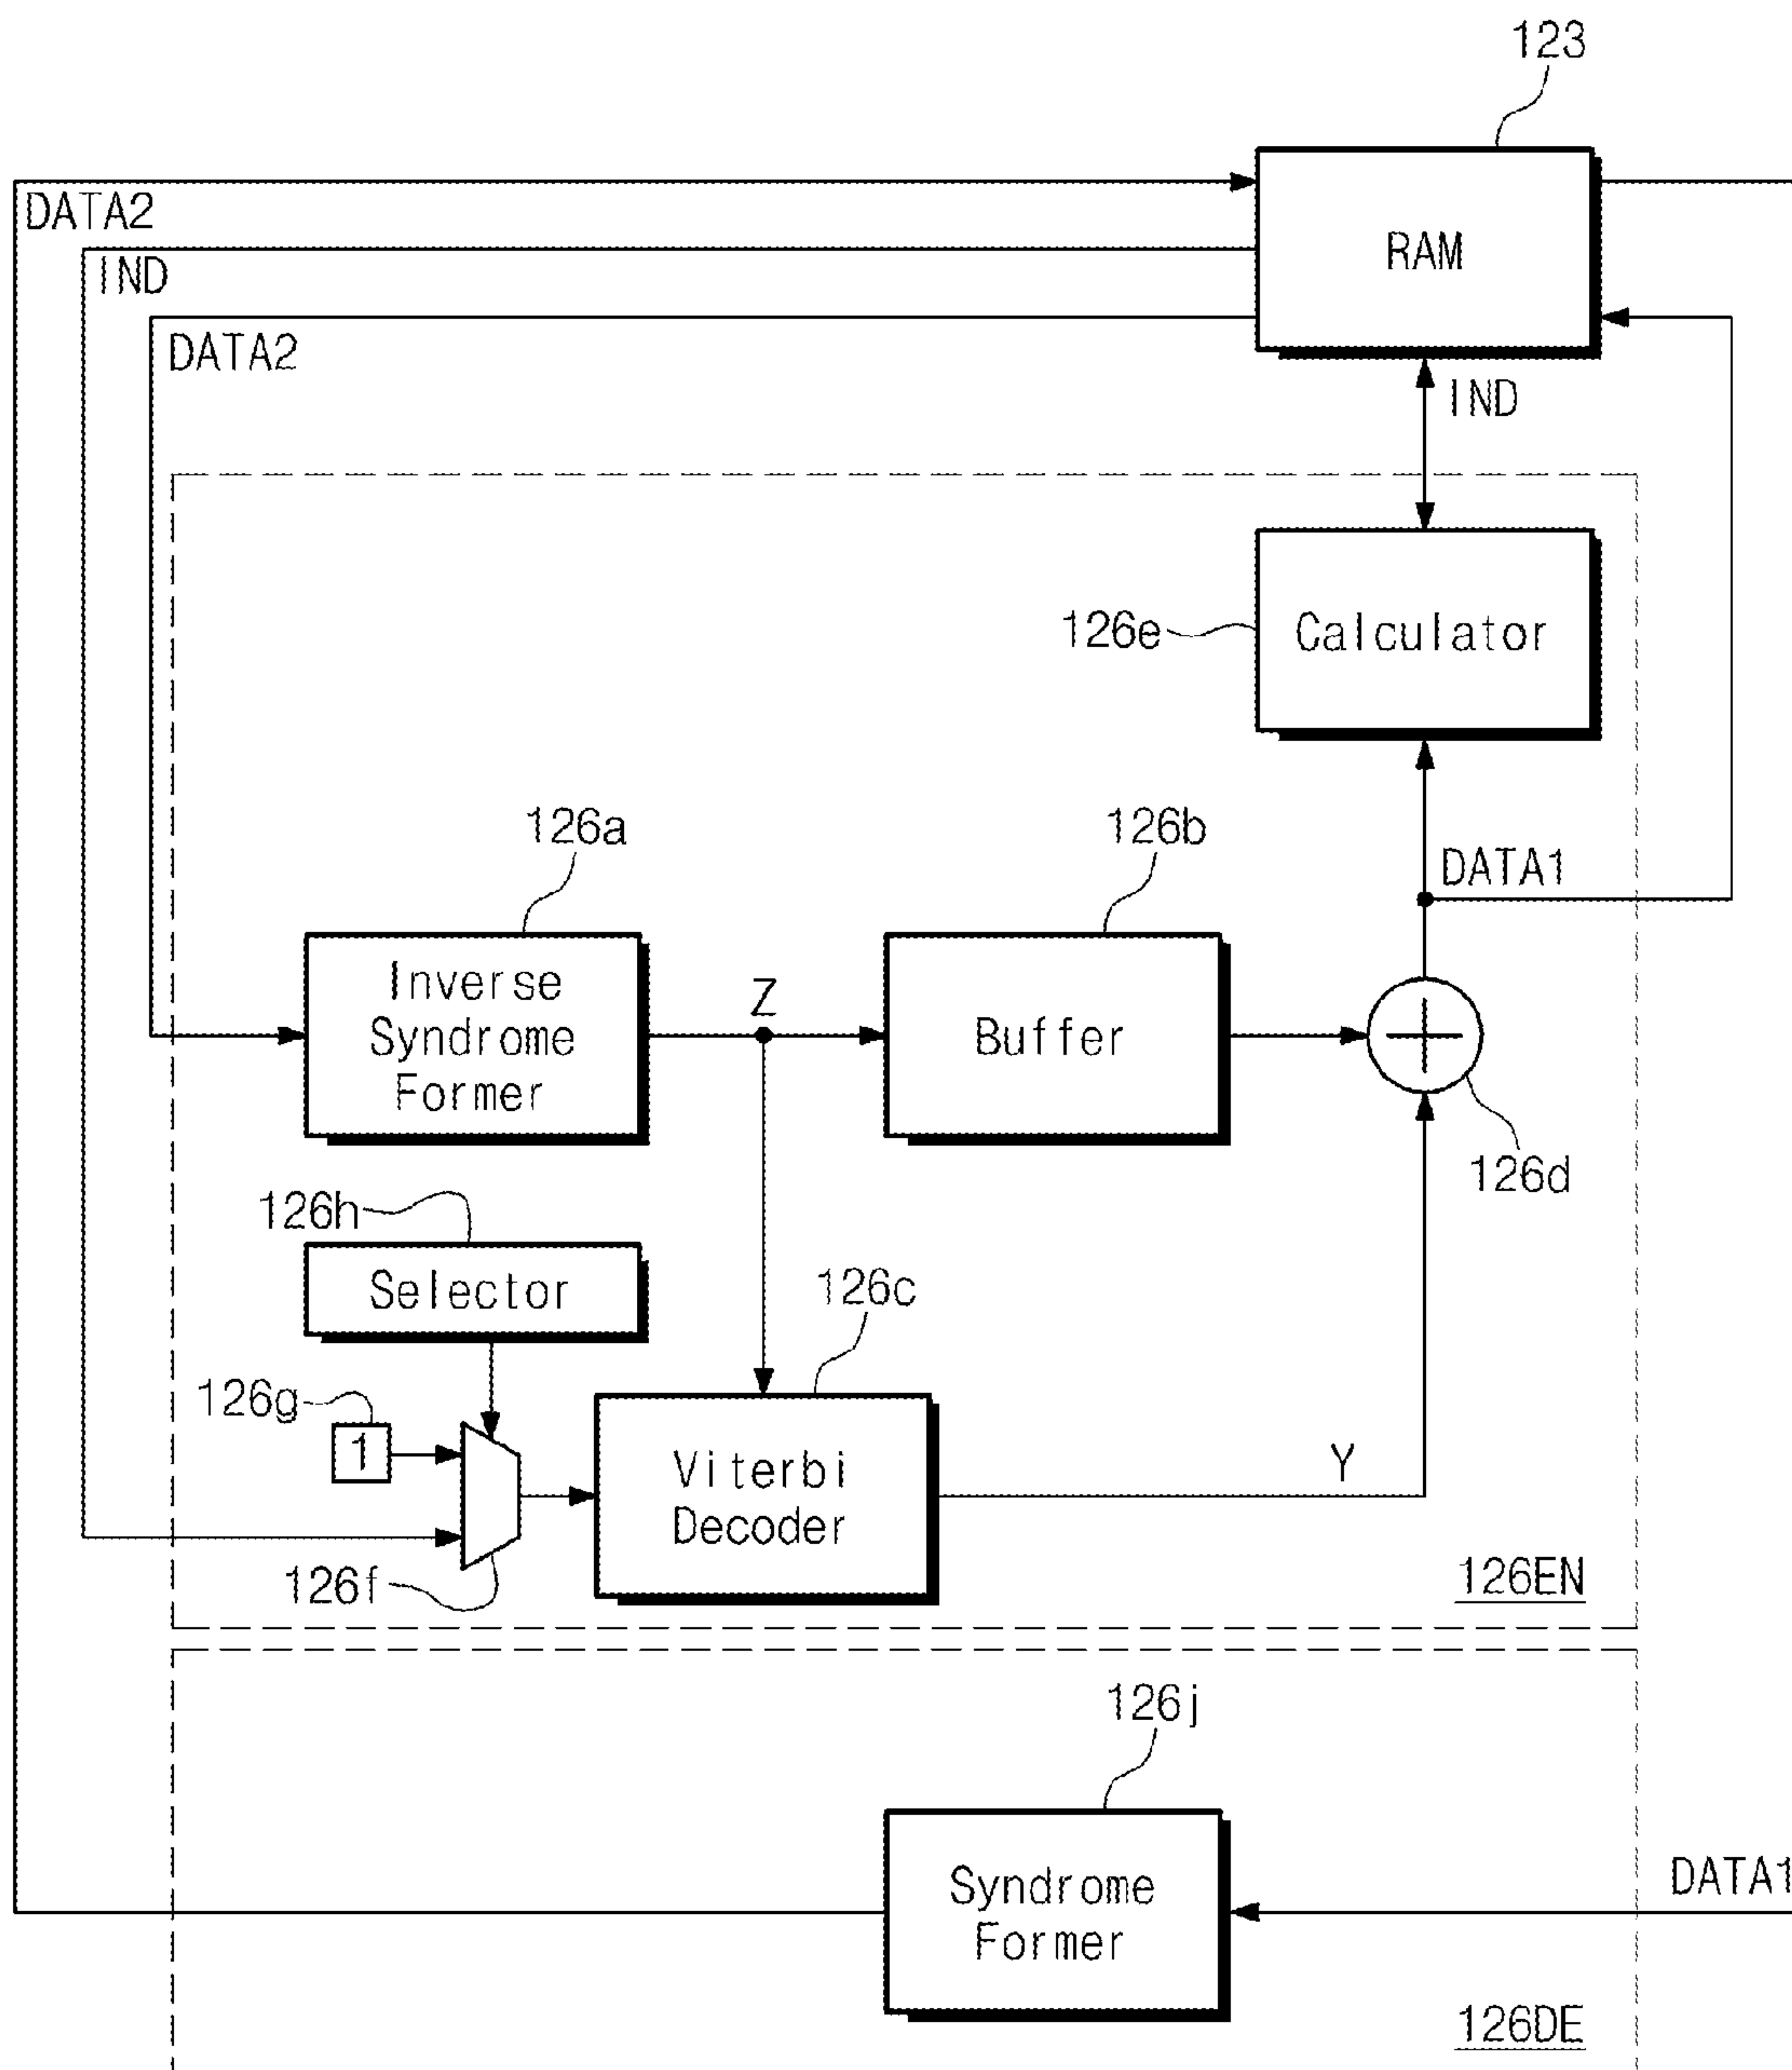 123
DATA2
RAM
IND
DATA2
IND
126e
Calculator
126a
126b
DATA1
Inverse
Syndrome
Former
Z
Buffer
126d
126h
Selector
126c
126g
1
Viterbi
Decoder
Y
126f
126EN
126j
Syndrome
Former
DATA1
126DE